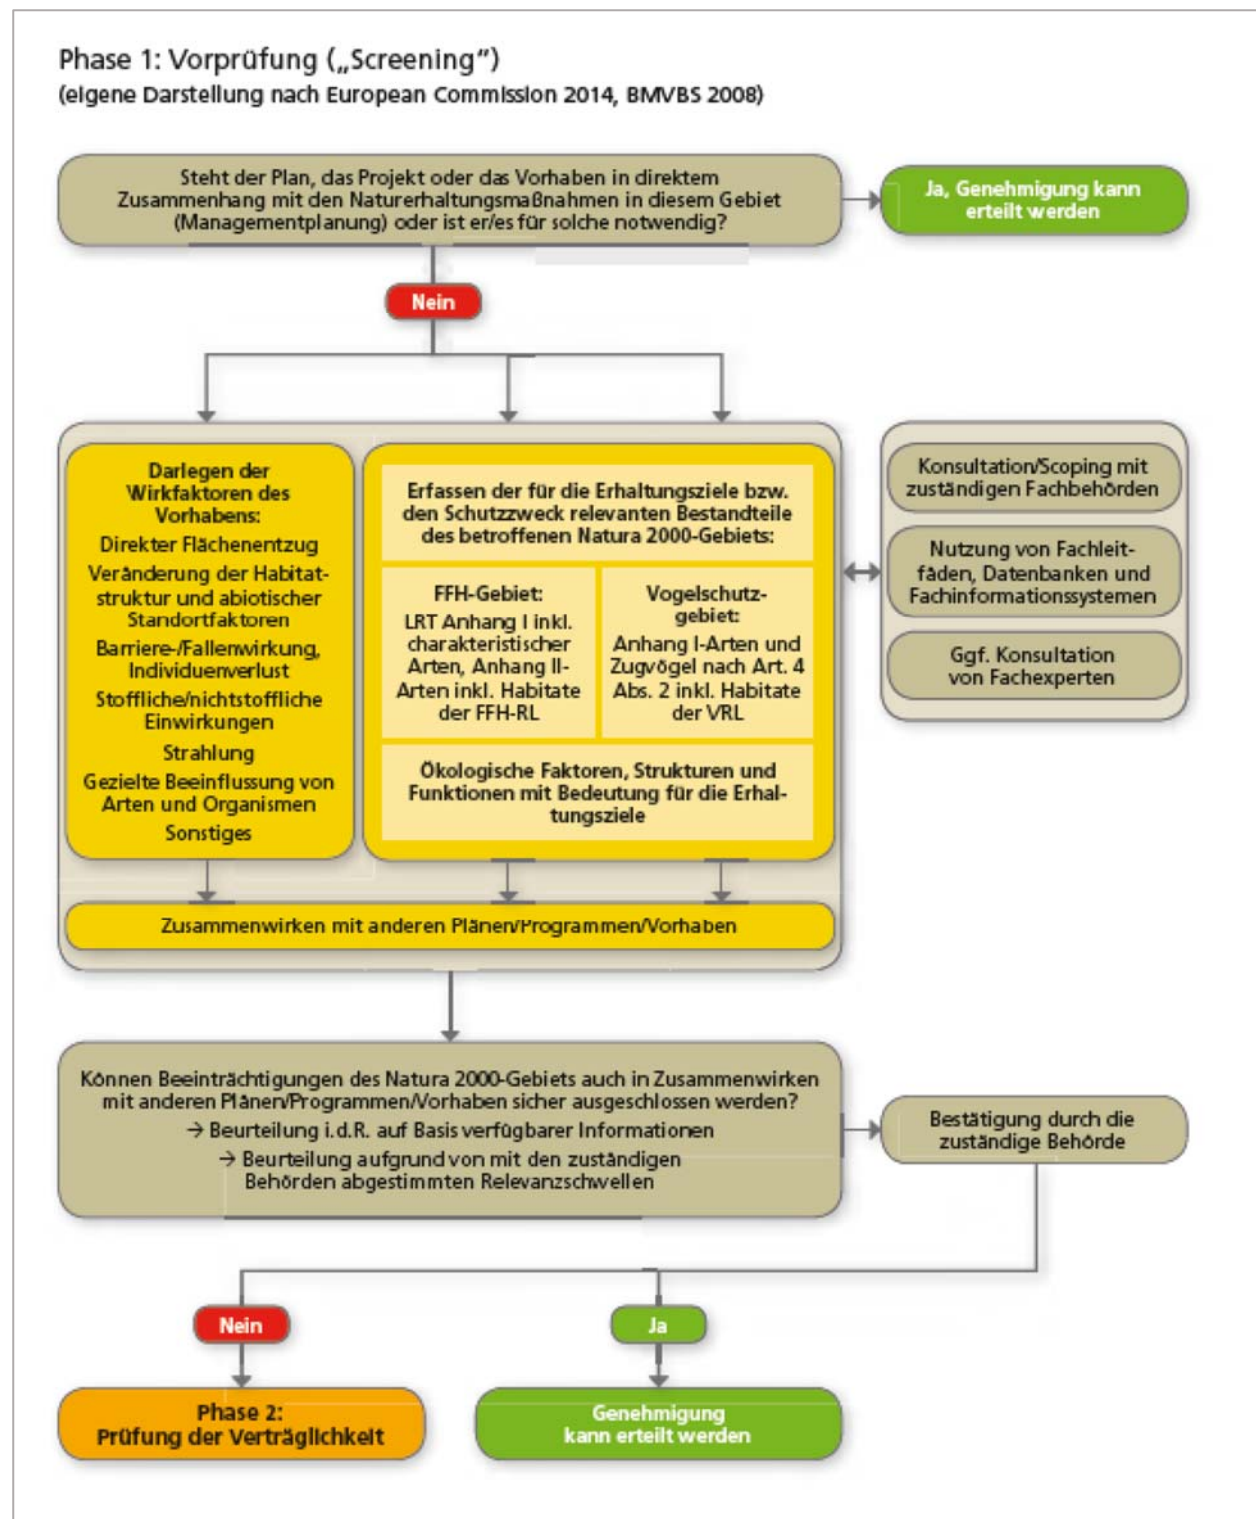 Phase 1: Vorprüfung („Screening“)
(eigene Darstellung nach European Commission 2014, BMVBS 2008)
Steht der Plan, das Projekt oder das Vorhaben in direktem
Zusammenhang mit den Naturerhaltungsmaßnahmen in diesem Gebiet
(Managementplanung) oder ist er/es für solche notwendig?
Ja, Genehmigung kann
erteilt werden
Nein
Darlegen der
Wirkfaktoren des
Vorhabens:
Direkter Flächenentzug
Veränderung der Habitat-
struktur und abiotischer
Standortfaktoren
Barriere-/Fallenwirkung,
Individuenverlust
Stoffliche/nichtstoffliche
Einwirkungen
Strahlung
Gezielte Beeinflussung von
Arten und Organismen
Sonstiges
Erfassen der für die Erhaltungsziele bzw.
den Schutzzweck relevanten Bestandteile
des betroffenen Natura 2000-Gebiets:
FFH-Gebiet:
LRT Anhang I inkl.
charakteristischer
Arten, Anhang II-
Arten inkl. Habitate
der FFH-RL
Vogelschutz-
gebiet:
Anhang I-Arten und
Zugvögel nach Art. 4
Abs. 2 inkl. Habitate
der VRL
Ökologische Faktoren, Strukturen und
Funktionen mit Bedeutung für die Erhal-
tungsziele
Konsultation/Scoping mit
zuständigen Fachbehörden
Nutzung von Fachleit-
fäden, Datenbanken und
Fachinformationssystemen
Ggf. Konsultation
von Fachexperten
Zusammenwirken mit anderen Plänen/Programmen/Vorhaben
Können Beeinträchtigungen des Natura 2000-Gebiets auch in Zusammenwirken
mit anderen Plänen/Programmen/Vorhaben sicher ausgeschlossen werden?
→ Beurteilung i.d.R. auf Basis verfügbarer Informationen
→ Beurteilung aufgrund von mit den zuständigen
Behörden abgestimmten Relevanzschwellen
Bestätigung durch die
zuständige Behörde
Nein
Ja
Phase 2:
Prüfung der Verträglichkeit
Genehmigung
kann erteilt werden